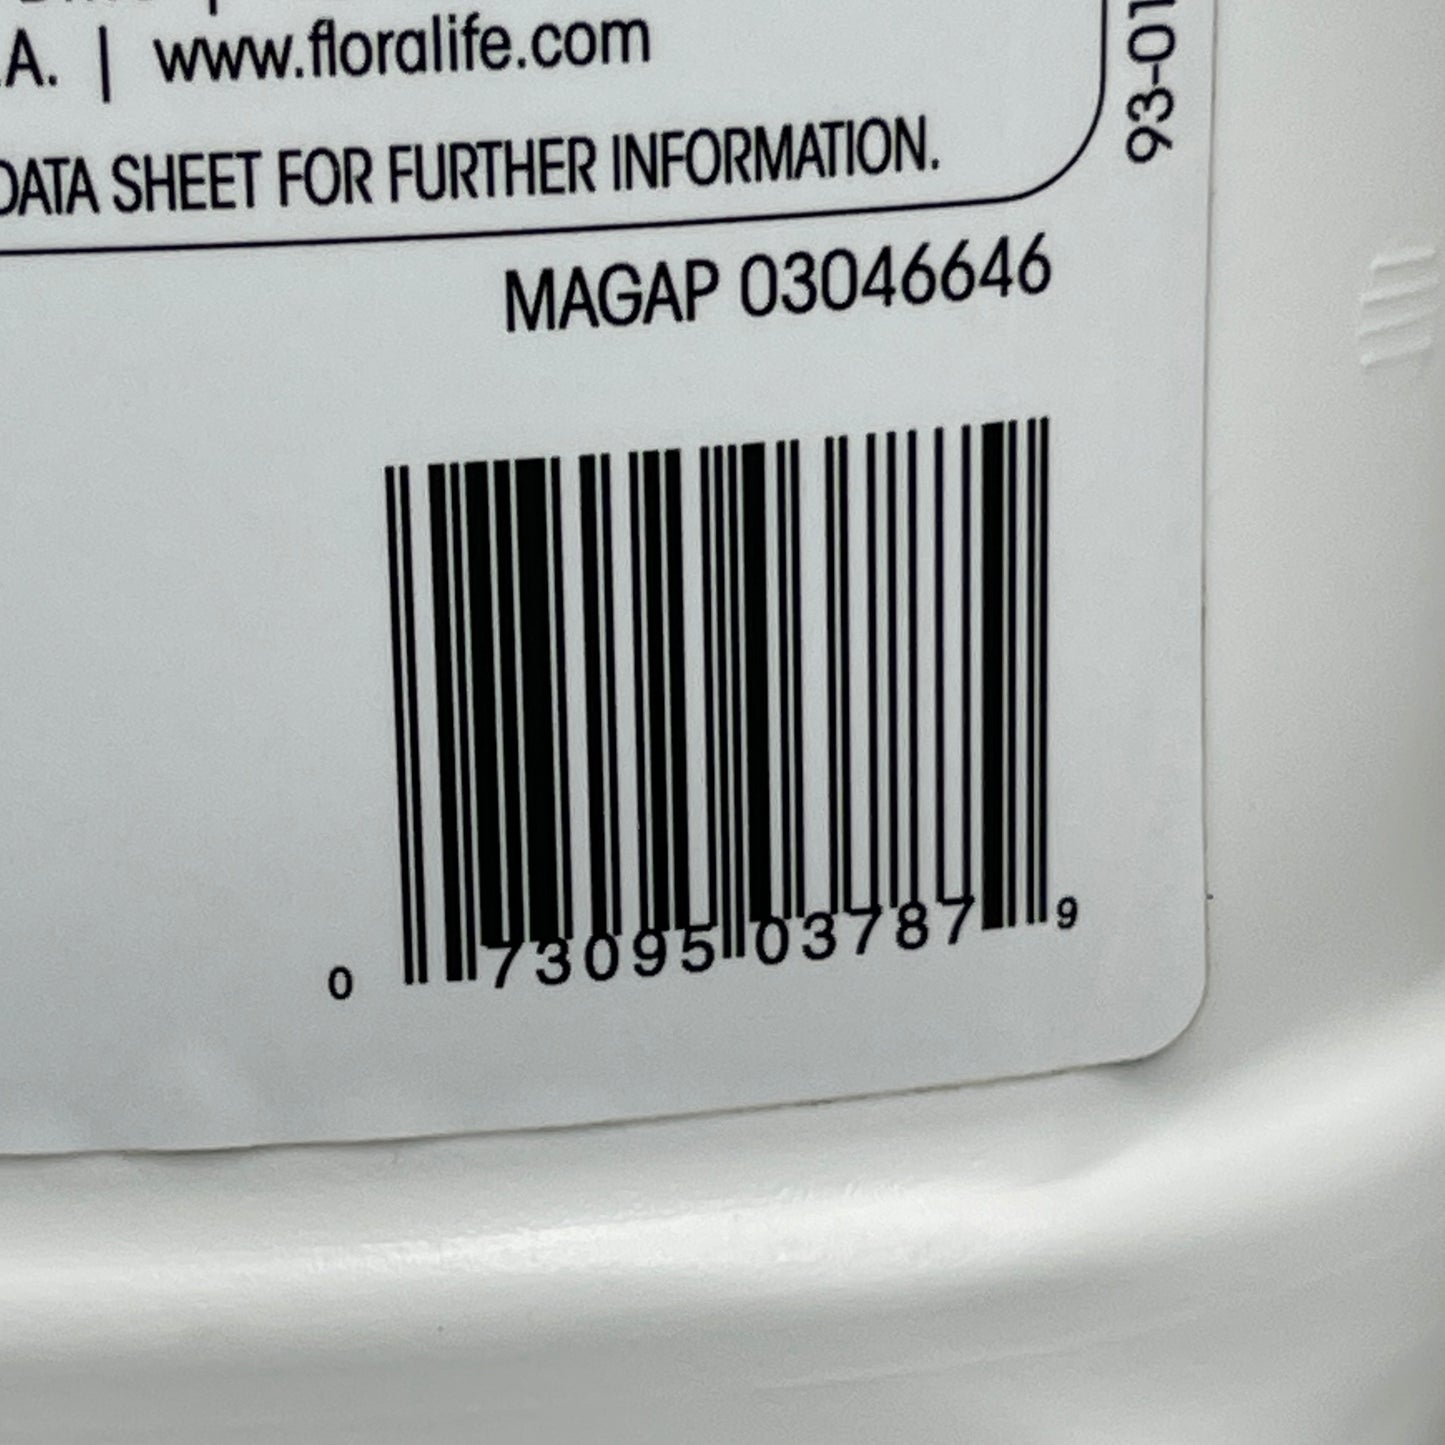 .A. | www.floralife.com
DATA SHEET FOR FURTHER INFORMATION.
93-01
MAGAP 03046646
0 73095 03787 9